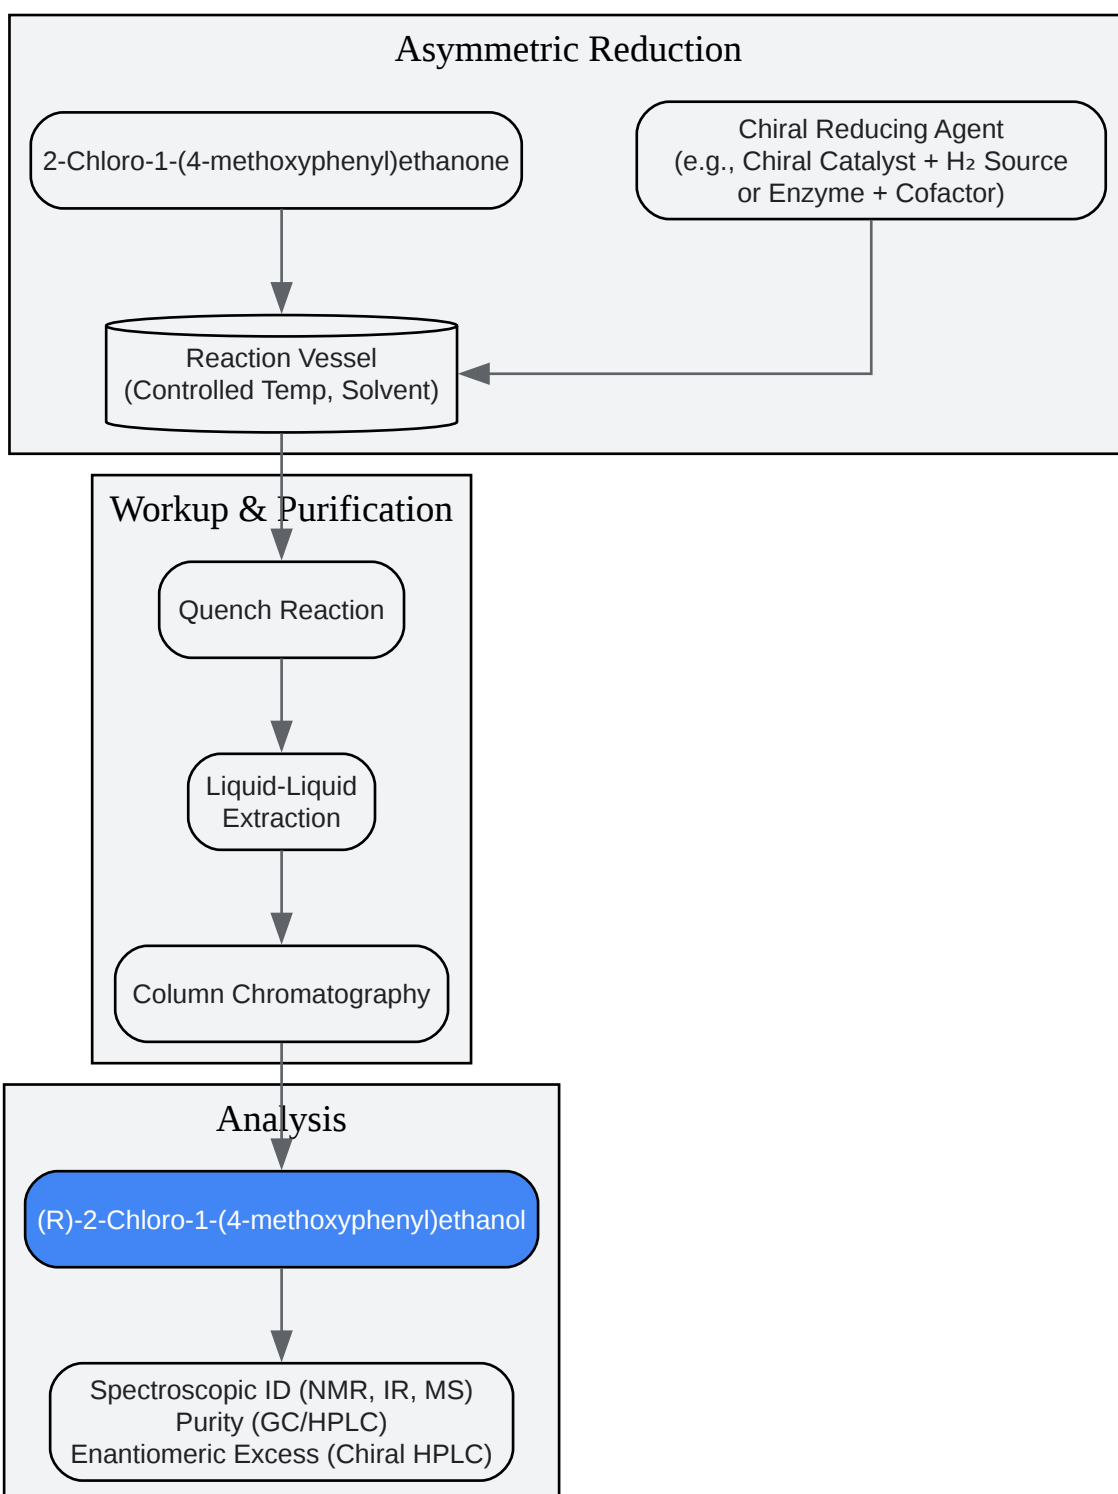 Asymmetric Reduction
2-Chloro-1-(4-methoxyphenyl)ethanone
Chiral Reducing Agent
(e.g., Chiral Catalyst + H₂ Source
or Enzyme + Cofactor)
Reaction Vessel
(Controlled Temp, Solvent)
Workup & Purification
Quench Reaction
Liquid-Liquid
Extraction
Column Chromatography
Analysis
(R)-2-Chloro-1-(4-methoxyphenyl)ethanol
Spectroscopic ID (NMR, IR, MS)
Purity (GC/HPLC)
Enantiomeric Excess (Chiral HPLC)